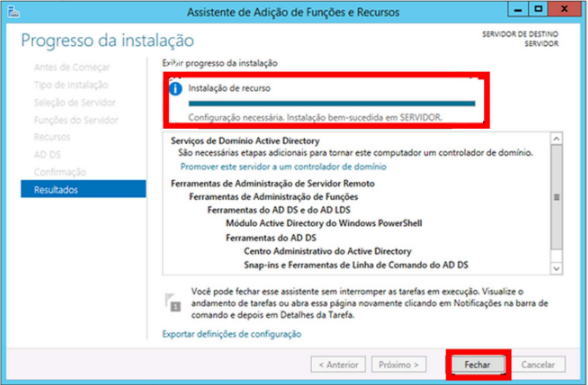 Assistente de Adição de Funções e Recursos
Progresso da instalação
SERVIDOR DE DESTINO
SERVIDOR
Antes de Começar
Tipo de Instalação
Seleção de Servidor
Funções do Servidor
Recursos
AD DS
Confirmação
Resultados
Exibir progresso da instalação
Instalação de recurso
Configuração necessária. Instalação bem-sucedida em SERVIDOR.
Serviços de Domínio Active Directory
São necessárias etapas adicionais para tornar este computador um controlador de domínio.
Promover este servidor a um controlador de domínio
Ferramentas de Administração de Servidor Remoto
Ferramentas de Administração de Funções
Ferramentas do AD DS e do AD LDS
Módulo Active Directory do Windows PowerShell
Ferramentas do AD DS
Centro Administrativo do Active Directory
Snap-ins e Ferramentas de Linha de Comando do AD DS
Você pode fechar esse assistente sem interromper as tarefas em execução. Visualize o
andamento de tarefas ou abra essa página novamente clicando em Notificações na barra de
comando e depois em Detalhes da Tarefa.
1
Exportar definições de configuração
< Anterior
Próximo >
Fechar
Cancelar